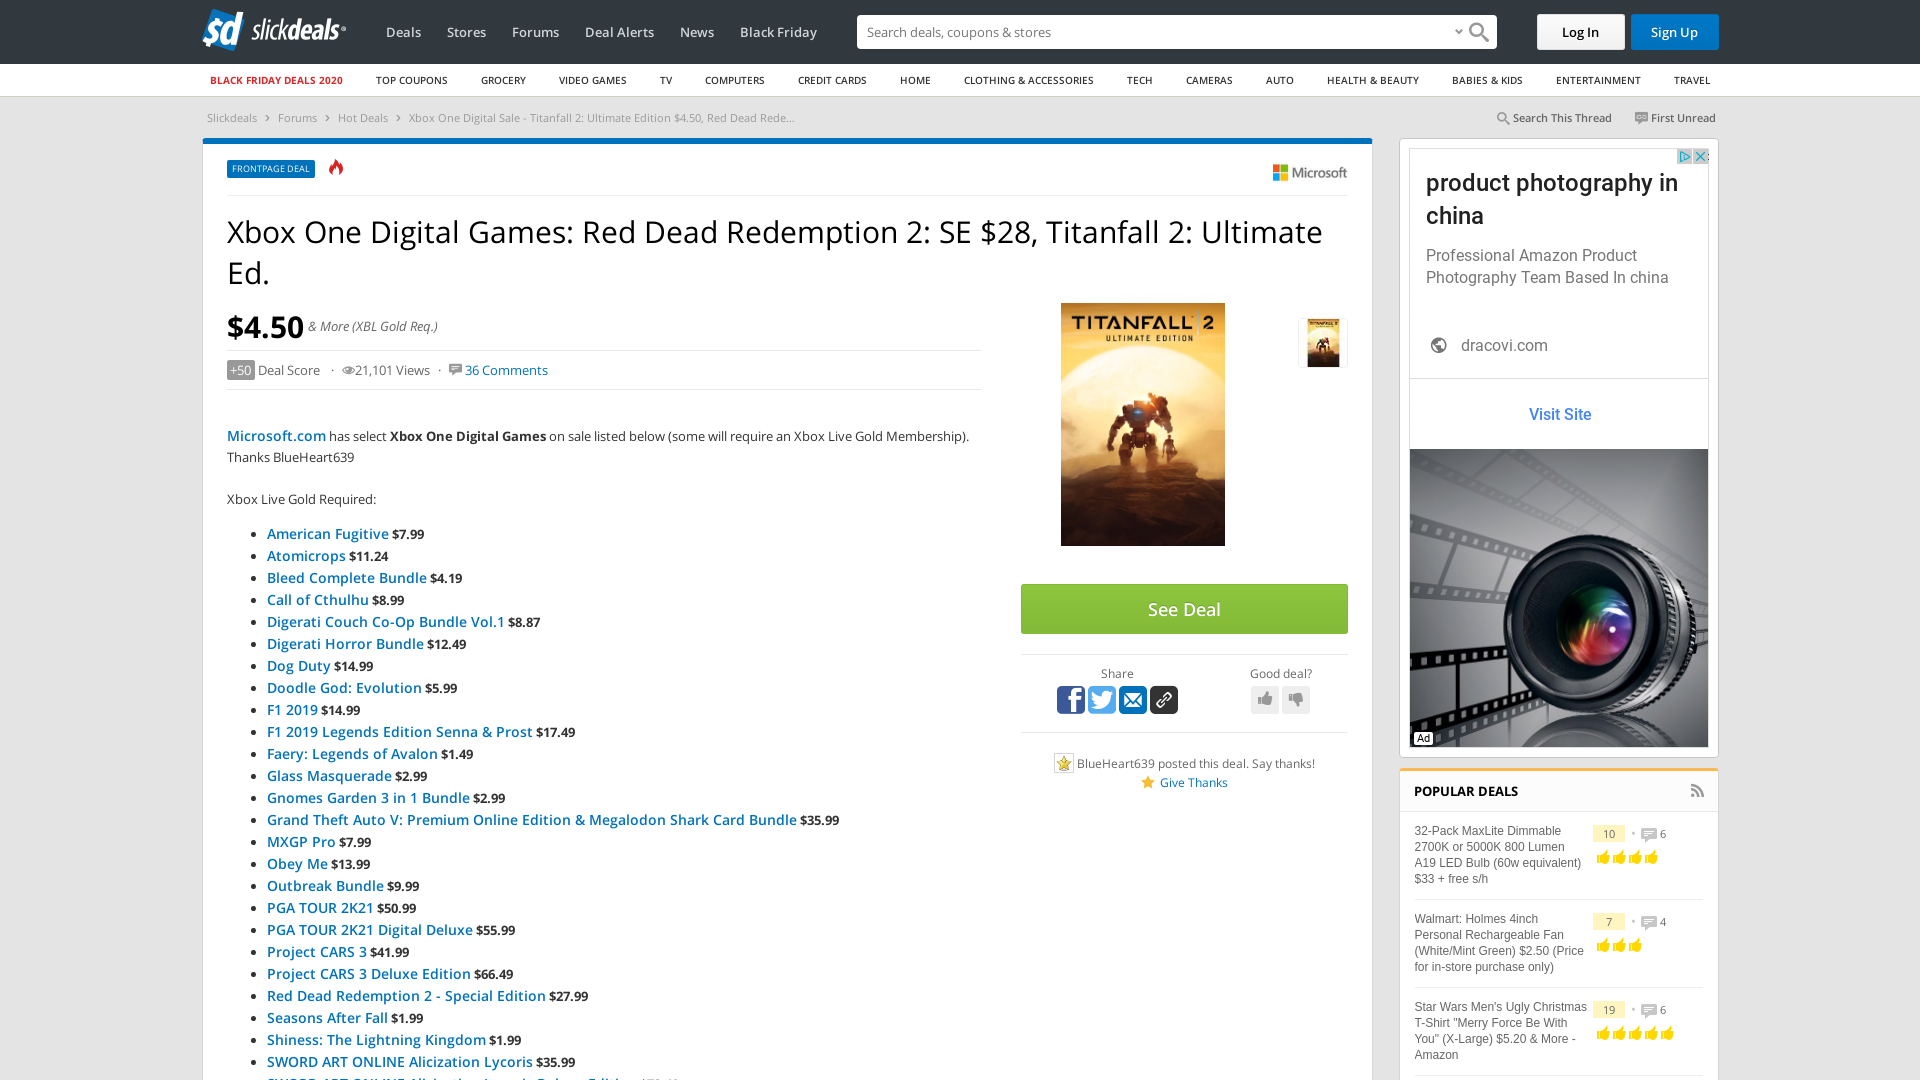 slickdeals
Deals
Stores
Forums
Deal Alerts
News
Black Friday
Search deals, coupons & stores
Log In
Sign Up
BLACK FRIDAY DEALS 2020
TOP COUPONS
GROCERY
VIDEO GAMES
TV
COMPUTERS
CREDIT CARDS
HOME
CLOTHING & ACCESSORIES
TECH
CAMERAS
AUTO
HEALTH & BEAUTY
BABIES & KIDS
ENTERTAINMENT
TRAVEL
Slickdeals › Forums › Hot Deals › Xbox One Digital Sale - Titanfall 2: Ultimate Edition $4.50, Red Dead Rede...
Search This Thread
First Unread
FRONTPAGE DEAL
Microsoft
Xbox One Digital Games: Red Dead Redemption 2: SE $28, Titanfall 2: Ultimate
Ed.
$4.50 & More (XBL Gold Req.)
+50 Deal Score · 21,101 Views · 36 Comments
Microsoft.com has select Xbox One Digital Games on sale listed below (some will require an Xbox Live Gold Membership).
Thanks BlueHeart639
Xbox Live Gold Required:
American Fugitive $7.99
Atomicrops $11.24
Bleed Complete Bundle $4.19
Call of Cthulhu $8.99
Digerati Couch Co-Op Bundle Vol.1 $8.87
Digerati Horror Bundle $12.49
Dog Duty $14.99
Doodle God: Evolution $5.99
F1 2019 $14.99
F1 2019 Legends Edition Senna & Prost $17.49
Faery: Legends of Avalon $1.49
Glass Masquerade $2.99
Gnomes Garden 3 in 1 Bundle $2.99
Grand Theft Auto V: Premium Online Edition & Megalodon Shark Card Bundle $35.99
MXGP Pro $7.99
Obey Me $13.99
Outbreak Bundle $9.99
PGA TOUR 2K21 $50.99
PGA TOUR 2K21 Digital Deluxe $55.99
Project CARS 3 $41.99
Project CARS 3 Deluxe Edition $66.49
Red Dead Redemption 2 - Special Edition $27.99
Seasons After Fall $1.99
Shiness: The Lightning Kingdom $1.99
SWORD ART ONLINE Alicization Lycoris $35.99
TITANFALL 2
ULTIMATE EDITION
See Deal
Share
Good deal?
BlueHeart639 posted this deal. Say thanks!
Give Thanks
product photography in
china
Professional Amazon Product
Photography Team Based In china
dracovi.com
Visit Site
Ad
POPULAR DEALS
32-Pack MaxLite Dimmable
2700K or 5000K 800 Lumen
A19 LED Bulb (60w equivalent)
$33 + free s/h
10 • 6
Walmart: Holmes 4inch
Personal Rechargeable Fan
(White/Mint Green) $2.50 (Price
for in-store purchase only)
7 • 4
Star Wars Men's Ugly Christmas
T-Shirt "Merry Force Be With
You" (X-Large) $5.20 & More -
Amazon
19 • 6